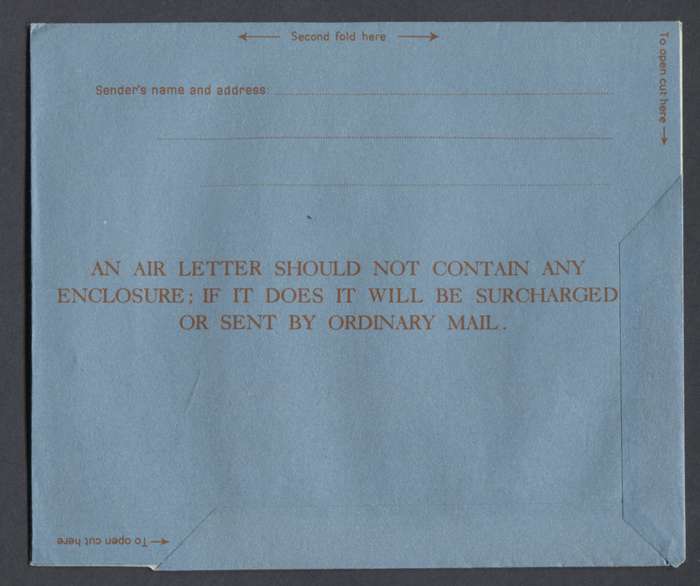 Second fold here
To open cut here
Sender's name and address
AN AIR LETTER SHOULD NOT CONTAIN ANY
ENCLOSURE; IF IT DOES IT WILL BE SURCHARGED
OR SENT BY ORDINARY MAIL.
To open cut here